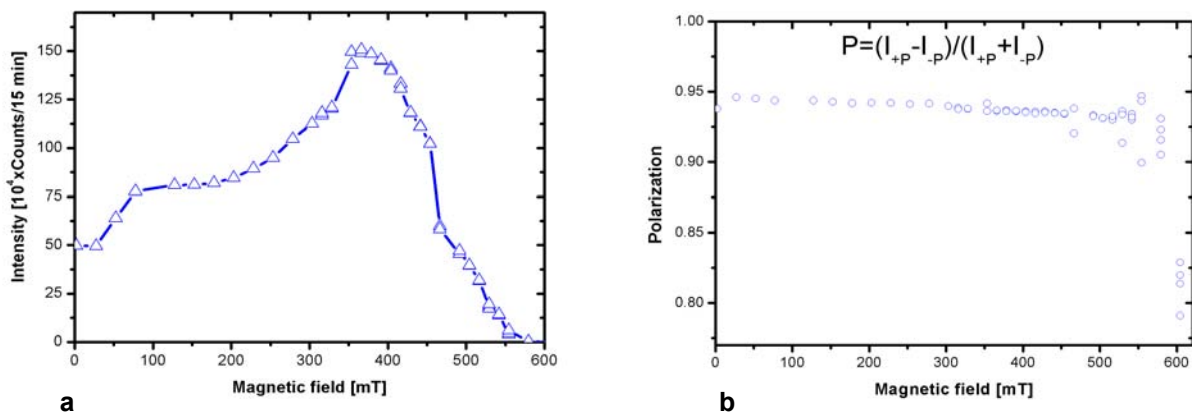 150
125
100
75
50
25
0
Intensity [10⁴xCounts/15 min]
0 100 200 300 400 500 600
Magnetic field [mT]
a
1.00
0.95
0.90
0.85
0.80
Polarization
P=(I₊P-I₋P)/(I₊P+I₋P)
0 100 200 300 400 500 600
Magnetic field [mT]
b